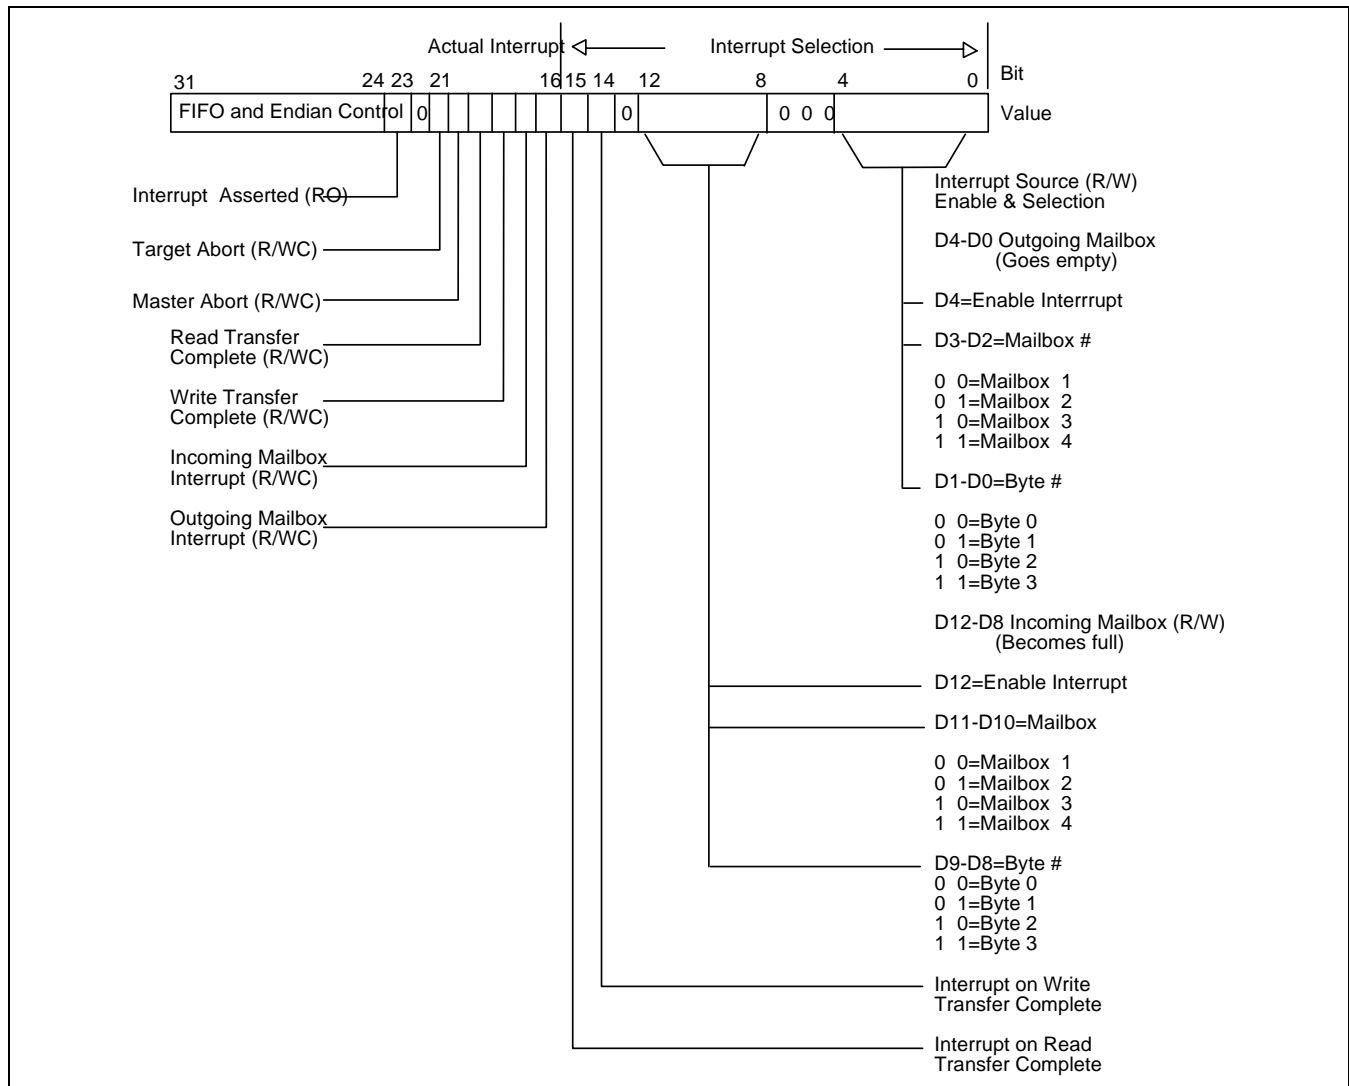 Actual Interrupt Interrupt Selection
31 24 23 21 16 15 14 12 8 4 0 Bit
FIFO and Endian Control 0 0 0 0 0 Value
Interrupt Asserted (RO)
Target Abort (R/WC)
Master Abort (R/WC)
Read Transfer
Complete (R/WC)
Write Transfer
Complete (R/WC)
Incoming Mailbox
Interrupt (R/WC)
Outgoing Mailbox
Interrupt (R/WC)
Interrupt Source (R/W)
Enable & Selection
D4-D0 Outgoing Mailbox
(Goes empty)
D4=Enable Interrrupt
D3-D2=Mailbox #
0 0=Mailbox 1
0 1=Mailbox 2
1 0=Mailbox 3
1 1=Mailbox 4
D1-D0=Byte #
0 0=Byte 0
0 1=Byte 1
1 0=Byte 2
1 1=Byte 3
D12-D8 Incoming Mailbox (R/W)
(Becomes full)
D12=Enable Interrupt
D11-D10=Mailbox
0 0=Mailbox 1
0 1=Mailbox 2
1 0=Mailbox 3
1 1=Mailbox 4
D9-D8=Byte #
0 0=Byte 0
0 1=Byte 1
1 0=Byte 2
1 1=Byte 3
Interrupt on Write
Transfer Complete
Interrupt on Read
Transfer Complete